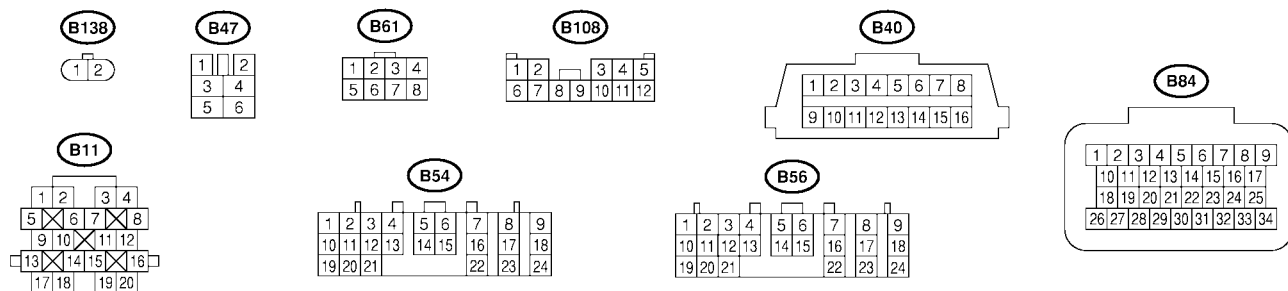 B138
1 2
B47
1 2
3 4
5 6
B61
1 2 3 4
5 6 7 8
B108
1 2 3 4 5
6 7 8 9 10 11 12
B40
1 2 3 4 5 6 7 8
9 10 11 12 13 14 15 16
B84
1 2 3 4 5 6 7 8 9
10 11 12 13 14 15 16 17
18 19 20 21 22 23 24 25
26 27 28 29 30 31 32 33 34
B11
1 2 3 4
5 6 7 8
9 10 11 12
13 14 15 16
17 18 19 20
B54
1 2 3 4 5 6 7 8 9
10 11 12 13 14 15 16 17 18
19 20 21 22 23 24
B56
1 2 3 4 5 6 7 8 9
10 11 12 13 14 15 16 17 18
19 20 21 22 23 24